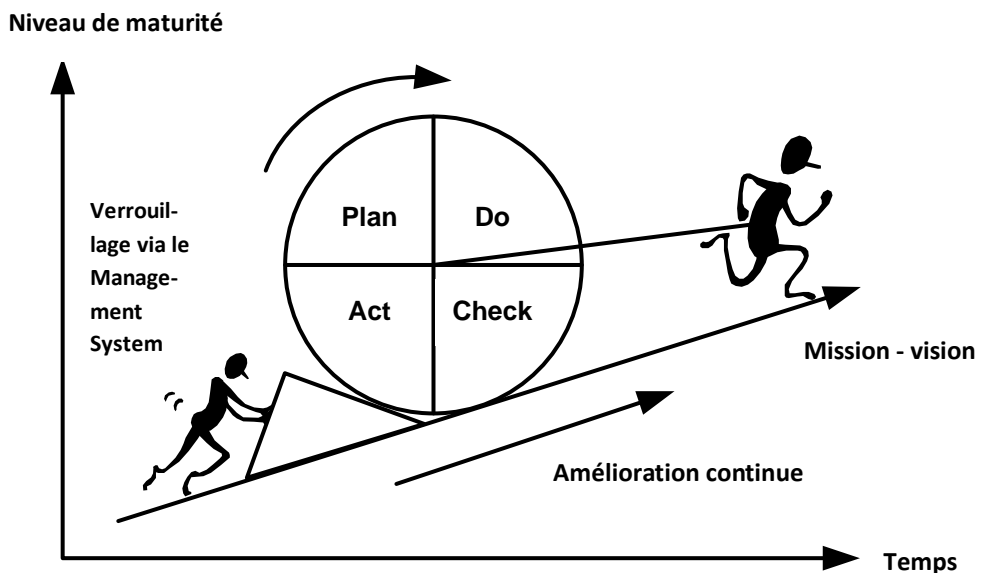 Niveau de maturité
Plan
Do
Verrouil-
lage via le
Manage-
ment
System
Act
Check
Mission - vision
Amélioration continue
Temps